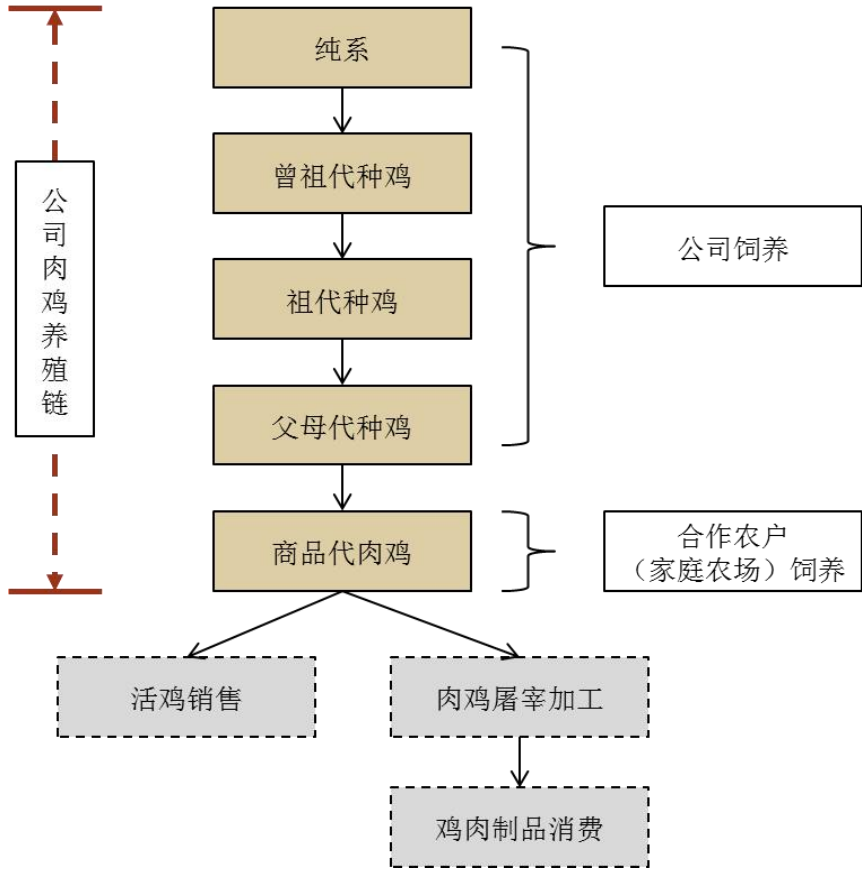 纯系
曾祖代种鸡
祖代种鸡
父母代种鸡
商品代肉鸡
公司肉鸡养殖链
公司饲养
合作农户
（家庭农场）饲养
活鸡销售
肉鸡屠宰加工
鸡肉制品消费